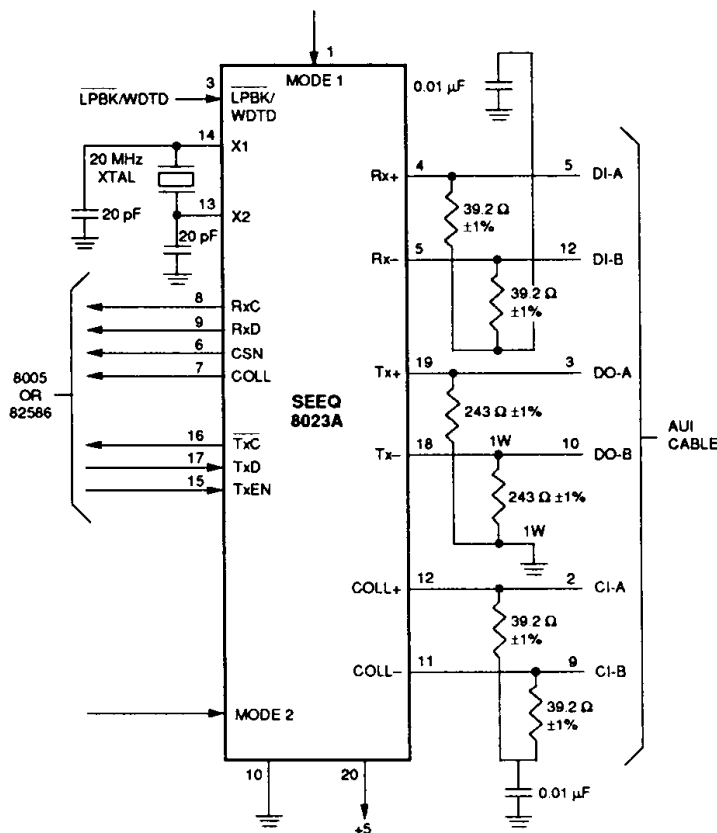 1
MODE 1
3
LPBK/WDTD
LPBK/
WDTD
0.01 µF
14
X1
20 MHz
XTAL
13
X2
20 pF
20 pF
4
Rx+
5
DI-A
39.2 Ω
±1%
5
Rx–
12
DI-B
39.2 Ω
±1%
8
RxC
9
RxD
6
CSN
7
COLL
8005
OR
82586
16
TxC
17
TxD
15
TxEN
SEEQ
8023A
19
Tx+
3
DO-A
243 Ω ±1%
18
Tx–
1W
10
DO-B
243 Ω ±1%
1W
AUI
CABLE
12
COLL+
2
CI-A
39.2 Ω
±1%
11
COLL–
9
CI-B
39.2 Ω
±1%
MODE 2
10
20
+5
0.01 µF